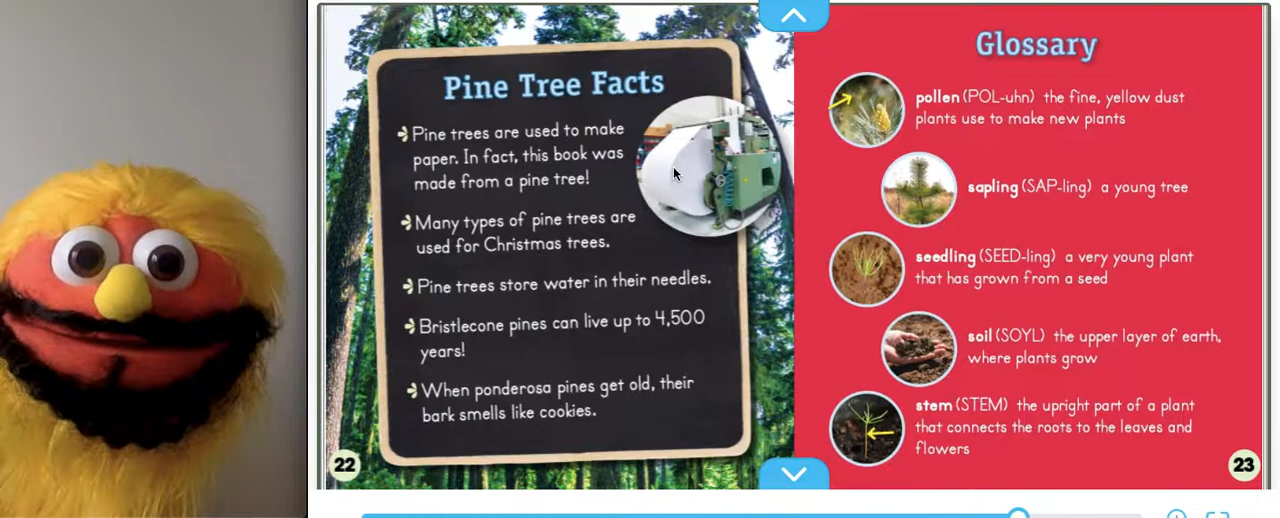 Pine Tree Facts
Pine trees are used to make
paper. In fact, this book was
made from a pine tree!
Many types of pine trees are
used for Christmas trees.
Pine trees store water in their needles.
Bristlecone pines can live up to 4,500
years!
When ponderosa pines get old, their
bark smells like cookies.
22
Glossary
pollen (POL-uhn) the fine, yellow dust
plants use to make new plants
sapling (SAP-ling) a young tree
seedling (SEED-ling) a very young plant
that has grown from a seed
soil (SOYL) the upper layer of earth,
where plants grow
stem (STEM) the upright part of a plant
that connects the roots to the leaves and
flowers
23